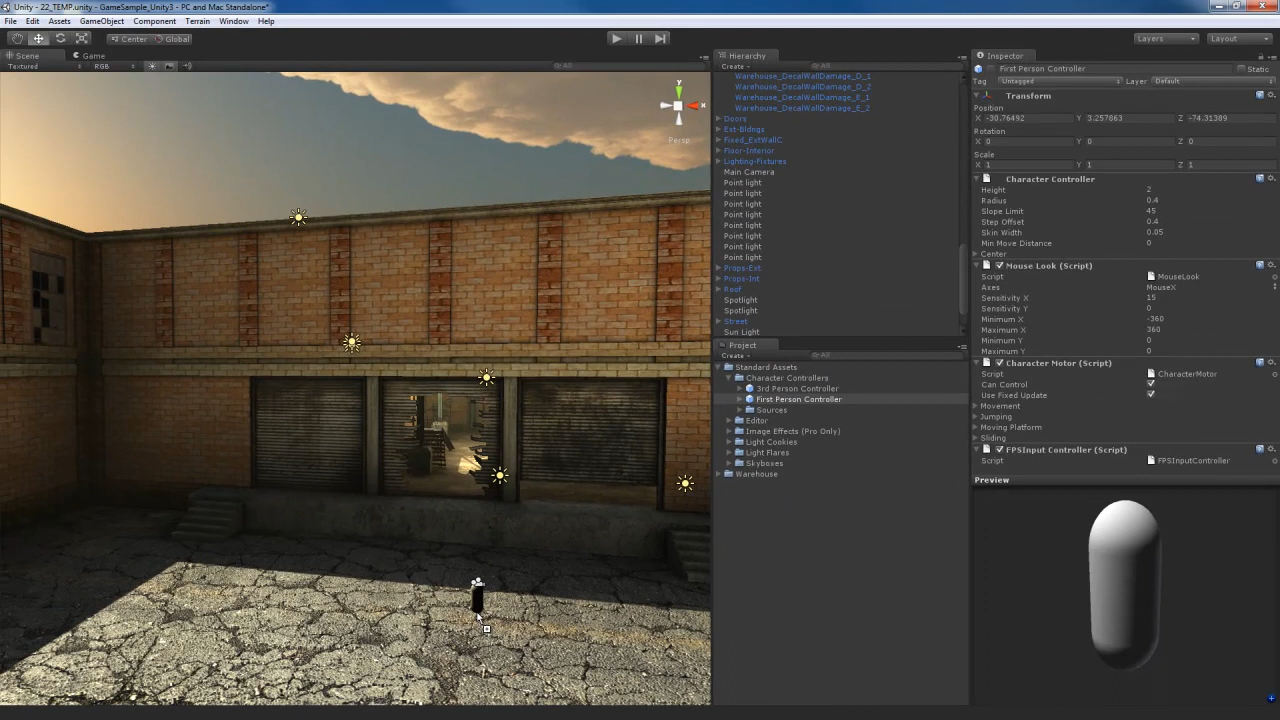 Unity - 22_TEMP.unity - GameSample_Unity3 - PC and Mac Standalone*
File Edit Assets GameObject Component Terrain Window Help
Center Global Layers Layout
Scene Game
Textured RGB All
y
x
Persp
Hierarchy
Create All
Warehouse_DecalWallDamage_D_1
Warehouse_DecalWallDamage_D_2
Warehouse_DecalWallDamage_E_1
Warehouse_DecalWallDamage_E_2
Doors
Ext-Bldngs
Fixed_ExtWallC
Floor-Interior
Lighting-Fixtures
Main Camera
Point light
Point light
Point light
Point light
Point light
Point light
Point light
Point light
Props-Ext
Props-Int
Roof
Spotlight
Spotlight
Street
Sun Light
Project
Create All
Standard Assets
Character Controllers
3rd Person Controller
First Person Controller
Sources
Editor
Image Effects (Pro Only)
Light Cookies
Light Flares
Skyboxes
Warehouse
Inspector
First Person Controller Static
Tag Untagged Layer Default
Transform
Position
X -30.76492 Y 3.257863 Z -74.31389
Rotation
X 0 Y 0 Z 0
Scale
X 1 Y 1 Z 1
Character Controller
Height 2
Radius 0.4
Slope Limit 45
Step Offset 0.4
Skin Width 0.05
Min Move Distance 0
Center
Mouse Look (Script)
Script MouseLook
Axes MouseX
Sensitivity X 15
Sensitivity Y 0
Minimum X -360
Maximum X 360
Minimum Y 0
Maximum Y 0
Character Motor (Script)
Script CharacterMotor
Can Control
Use Fixed Update
Movement
Jumping
Moving Platform
Sliding
FPSInput Controller (Script)
Script FPSInputController
Preview